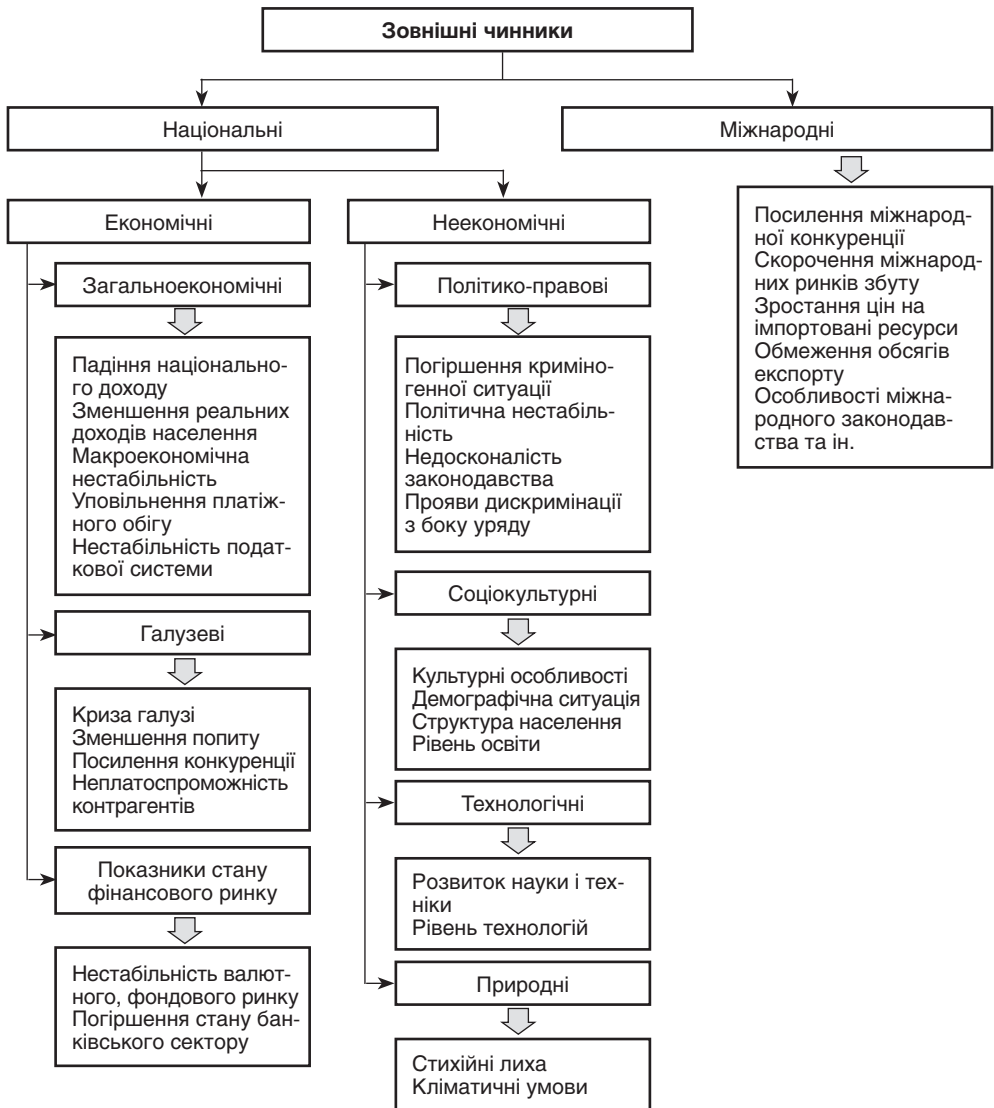 Зовнішні чинники
Національні
Міжнародні
Економічні
Неекономічні
Загальноекономічні
Падіння національно-
го доходу
Зменшення реальних
доходів населення
Макроекономічна
нестабільність
Уповільнення платіж-
ного обігу
Нестабільність подат-
кової системи
Галузеві
Криза галузі
Зменшення попиту
Посилення конкуренції
Неплатоспроможність
контрагентів
Показники стану
фінансового ринку
Нестабільність валют-
ного, фондового ринку
Погіршення стану бан-
ківського сектору
Політико-правові
Погіршення криміно-
генної ситуації
Політична нестабіль-
ність
Недосконалість
законодавства
Прояви дискримінації
з боку уряду
Соціокультурні
Культурні особливості
Демографічна ситуація
Структура населення
Рівень освіти
Технологічні
Розвиток науки і тех-
ніки
Рівень технологій
Природні
Стихійні лиха
Кліматичні умови
Посилення міжнарод-
ної конкуренції
Скорочення міжнарод-
них ринків збуту
Зростання цін на
імпортовані ресурси
Обмеження обсягів
експорту
Особливості міжна-
родного законодав-
ства та ін.